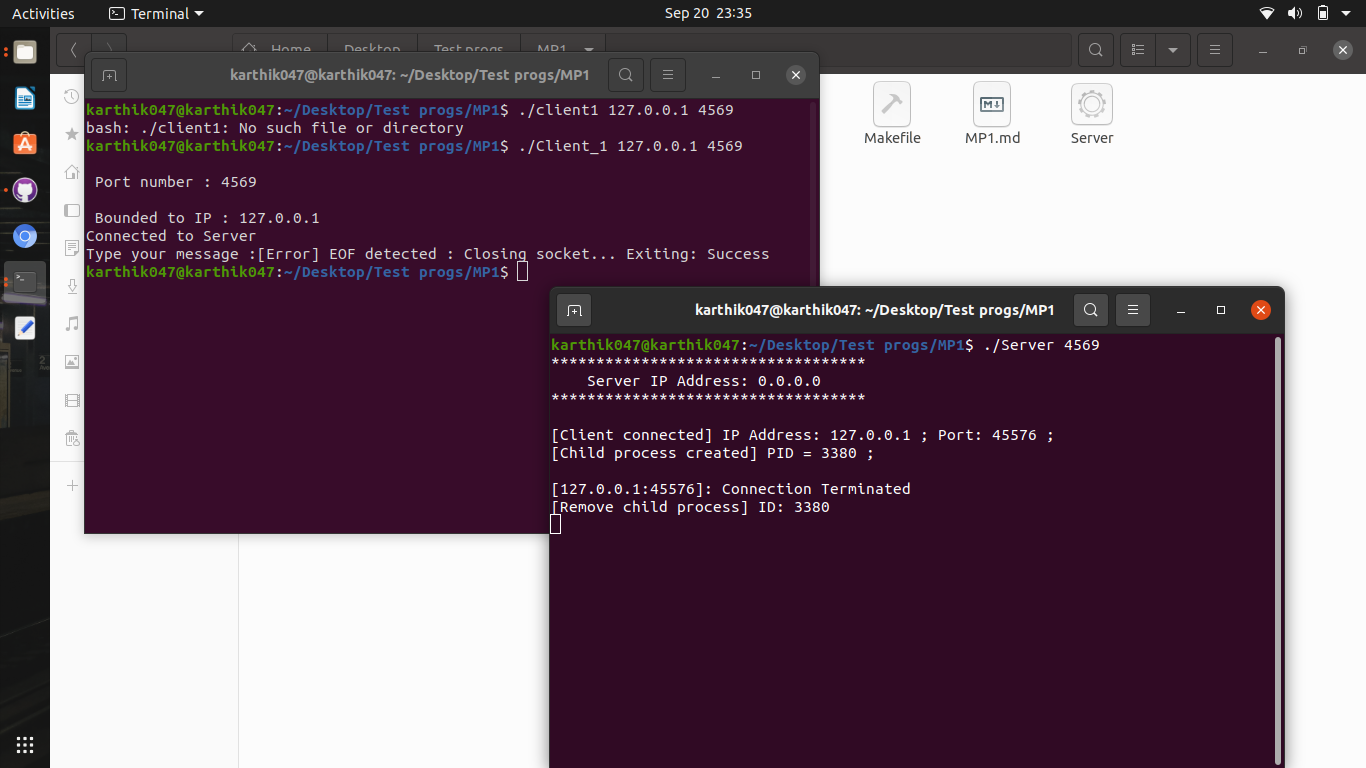 Activities
Terminal
Sep 20 23:35
Home
Desktop
Test progs
MP1
karthik047@karthik047: ~/Desktop/Test progs/MP1
karthik047@karthik047:~/Desktop/Test progs/MP1$ ./client1 127.0.0.1 4569
bash: ./client1: No such file or directory
karthik047@karthik047:~/Desktop/Test progs/MP1$ ./Client_1 127.0.0.1 4569
Port number : 4569
Bounded to IP : 127.0.0.1
Connected to Server
Type your message :[Error] EOF detected : Closing socket... Exiting: Success
karthik047@karthik047:~/Desktop/Test progs/MP1$
Makefile
MP1.md
Server
karthik047@karthik047: ~/Desktop/Test progs/MP1
karthik047@karthik047:~/Desktop/Test progs/MP1$ ./Server 4569
***********************************
Server IP Address: 0.0.0.0
***********************************
[Client connected] IP Address: 127.0.0.1 ; Port: 45576 ;
[Child process created] PID = 3380 ;
[127.0.0.1:45576]: Connection Terminated
[Remove child process] ID: 3380